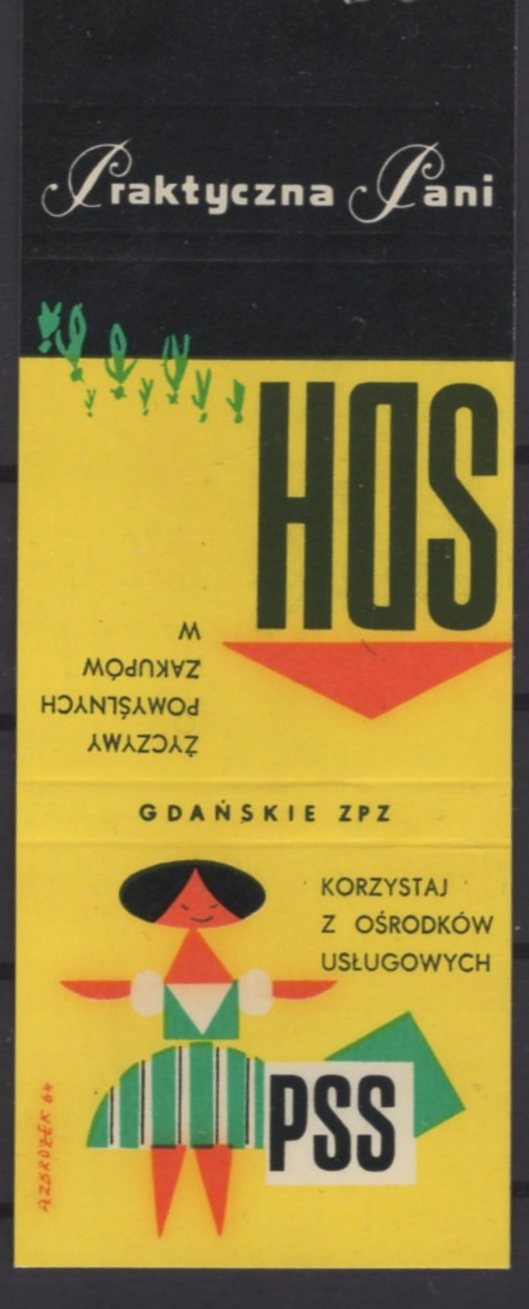 Praktyczna Pani
ŻYCZYMY
POMYŚLNYCH
ZAKUPÓW
W
SDH
GDAŃSKIE ZPZ
KORZYSTAJ
Z OŚRODKÓW
USŁUGOWYCH
PSS
AZBROŻEK 64